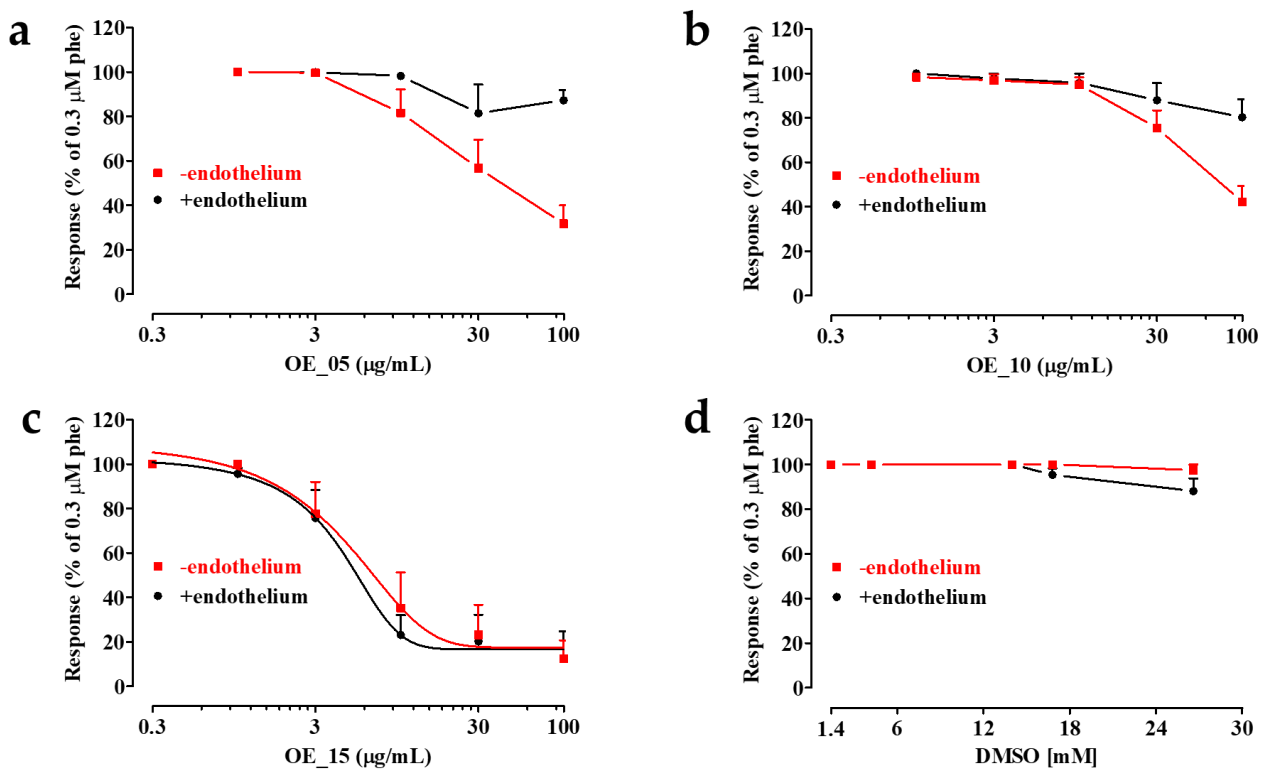 a
Response (% of 0.3 µM phe)
120
100
80
60
40
20
0
-endothelium
+endothelium
0.3
3
30
100
OE_05 (µg/mL)
b
Response (% of 0.3 µM phe)
120
100
80
60
40
20
0
-endothelium
+endothelium
0.3
3
30
100
OE_10 (µg/mL)
c
Response (% of 0.3 µM phe)
120
100
80
60
40
20
0
-endothelium
+endothelium
0.3
3
30
100
OE_15 (µg/mL)
d
Response (% of 0.3 µM phe)
120
100
80
60
40
20
0
-endothelium
+endothelium
1.4
6
12
18
24
30
DMSO [mM]